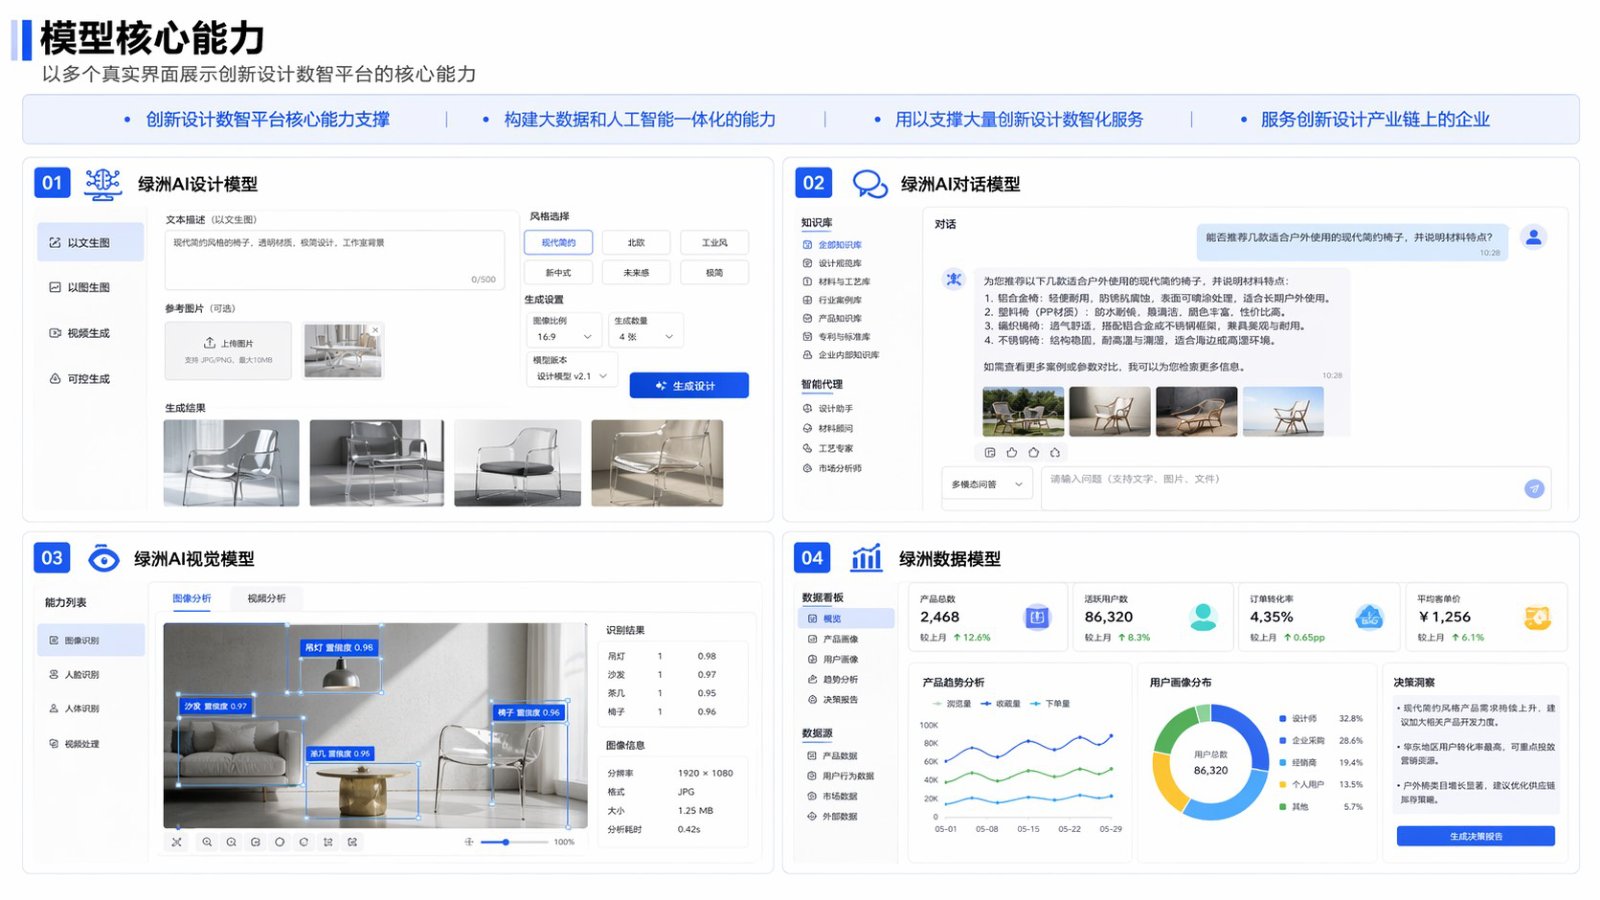 模型核心能力
以多个真实界面展示创新设计数智平台的核心能力
• 创新设计数智平台核心能力支撑
• 构建大数据和人工智能一体化的能力
• 用以支撑大量创新设计数智化服务
• 服务创新设计产业链上的企业
01 绿洲AI设计模型
以文生图
以图生图
视频生成
可控生成
文本描述（以文生图）
现代简约风格的椅子，透明材质，极简设计，工作室背景
0/500
参考图片（可选）
上传图片
支持 JPG/PNG，最大10MB
风格选择
现代简约 北欧 工业风
新中式 未来感 极简
生成设置
图像比例
16:9
生成数量
4 张
模型版本
设计模型 v2.1
生成设计
生成结果
02 绿洲AI对话模型
知识库
全部知识库
设计规范库
材料与工艺库
行业案例库
产品知识库
专利与标准库
企业内部知识库
智能代理
设计助手
材料顾问
工艺专家
市场分析师
对话
能否推荐几款适合户外使用的现代简约椅子，并说明材料特点？
10:28
为您推荐以下几款适合户外使用的现代简约椅子，并说明材料特点：
1. 铝合金椅：轻便耐用，表面可喷涂处理，适合长期户外使用。
2. 塑料椅（PP材质）：性价比高。
3. 透气舒适，搭配铝合金或不锈钢框架，兼具美观与耐用。
4. 不锈钢椅：结构稳固，适合海边或高湿环境。
如需查看更多案例或参数对比，我可以为您检索更多信息。
10:28
多模态问答
请输入问题（支持文字、图片、文件）
03 绿洲AI视觉模型
能力列表
图像识别
人脸识别
人体识别
视频处理
图像分析 视频分析
吊灯 置信度 0.98
沙发 置信度 0.97
椅子 置信度 0.96
茶几 置信度 0.95
100%
识别结果
吊灯 1 0.98
沙发 1 0.97
茶几 1 0.95
椅子 1 0.96
图像信息
分辨率 1920 × 1080
格式 JPG
大小 1.25 MB
分析耗时 0.42s
04 绿洲数据模型
数据看板
概览
产品画像
用户画像
趋势分析
决策报告
数据源
产品数据
用户行为数据
市场数据
外部数据
产品总数
2,468
较上月 ↑ 12.6%
活跃用户数
86,320
较上月 ↑ 8.3%
订单转化率
4.35%
较上月 ↑ 0.65pp
平均客单价
￥1,256
较上月 ↑ 6.1%
产品趋势分析
浏览量 收藏量 下单量
100K
80K
60K
40K
20K
0
05-01 05-08 05-15 05-22 05-29
用户画像分布
用户总数
86,320
设计师 32.8%
企业采购 28.6%
经销商 19.4%
个人用户 13.5%
其他 5.7%
决策洞察
• 现代简约风格产品需求持续上升，建
议加大相关产品开发力度。
• 华东地区用户转化率最高，可重点投放
营销资源。
• 户外椅类目增长显著，建议优化供应链
生成决策报告